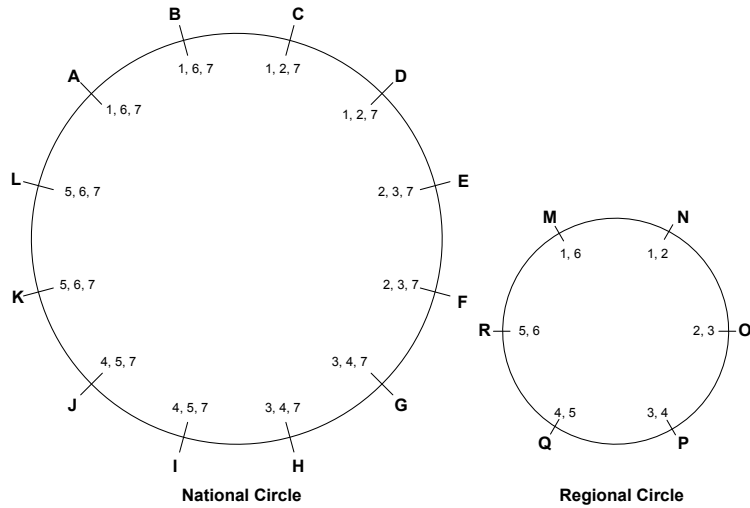 B
C
1, 6, 7
1, 2, 7
A
D
1, 6, 7
1, 2, 7
L
E
5, 6, 7
2, 3, 7
K
F
5, 6, 7
2, 3, 7
J
G
4, 5, 7
3, 4, 7
I
H
4, 5, 7
3, 4, 7
National Circle
M
N
1, 6
1, 2
R
O
5, 6
2, 3
Q
P
4, 5
3, 4
Regional Circle